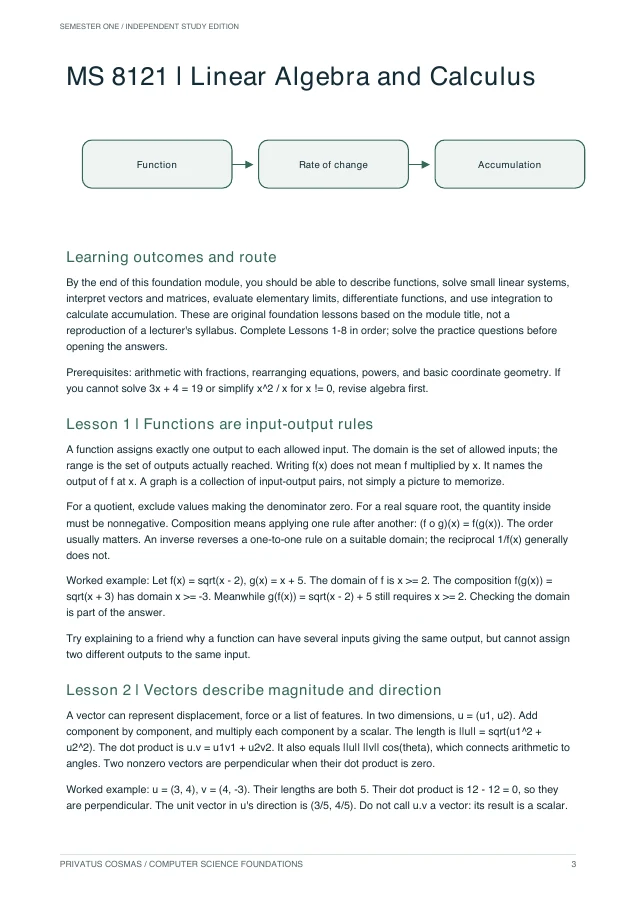 SEMESTER ONE / INDEPENDENT STUDY EDITION
MS 8121 | Linear Algebra and Calculus
Function
Rate of change
Accumulation
Learning outcomes and route
By the end of this foundation module, you should be able to describe functions, solve small linear systems,
interpret vectors and matrices, evaluate elementary limits, differentiate functions, and use integration to
calculate accumulation. These are original foundation lessons based on the module title, not a
reproduction of a lecturer's syllabus. Complete Lessons 1-8 in order; solve the practice questions before
opening the answers.
Prerequisites: arithmetic with fractions, rearranging equations, powers, and basic coordinate geometry. If
you cannot solve 3x + 4 = 19 or simplify x^2 / x for x != 0, revise algebra first.
Lesson 1 | Functions are input-output rules
A function assigns exactly one output to each allowed input. The domain is the set of allowed inputs; the
range is the set of outputs actually reached. Writing f(x) does not mean f multiplied by x. It names the
output of f at x. A graph is a collection of input-output pairs, not simply a picture to memorize.
For a quotient, exclude values making the denominator zero. For a real square root, the quantity inside
must be nonnegative. Composition means applying one rule after another: (f o g)(x) = f(g(x)). The order
usually matters. An inverse reverses a one-to-one rule on a suitable domain; the reciprocal 1/f(x) generally
does not.
Worked example: Let f(x) = sqrt(x - 2), g(x) = x + 5. The domain of f is x >= 2. The composition f(g(x)) =
sqrt(x + 3) has domain x >= -3. Meanwhile g(f(x)) = sqrt(x - 2) + 5 still requires x >= 2. Checking the domain
is part of the answer.
Try explaining to a friend why a function can have several inputs giving the same output, but cannot assign
two different outputs to the same input.
Lesson 2 | Vectors describe magnitude and direction
A vector can represent displacement, force or a list of features. In two dimensions, u = (u1, u2). Add
component by component, and multiply each component by a scalar. The length is ||u|| = sqrt(u1^2 +
u2^2). The dot product is u.v = u1v1 + u2v2. It also equals ||u|| ||v|| cos(theta), which connects arithmetic to
angles. Two nonzero vectors are perpendicular when their dot product is zero.
Worked example: u = (3, 4), v = (4, -3). Their lengths are both 5. Their dot product is 12 - 12 = 0, so they
are perpendicular. The unit vector in u's direction is (3/5, 4/5). Do not call u.v a vector: its result is a scalar.
PRIVATUS COSMAS / COMPUTER SCIENCE FOUNDATIONS
3